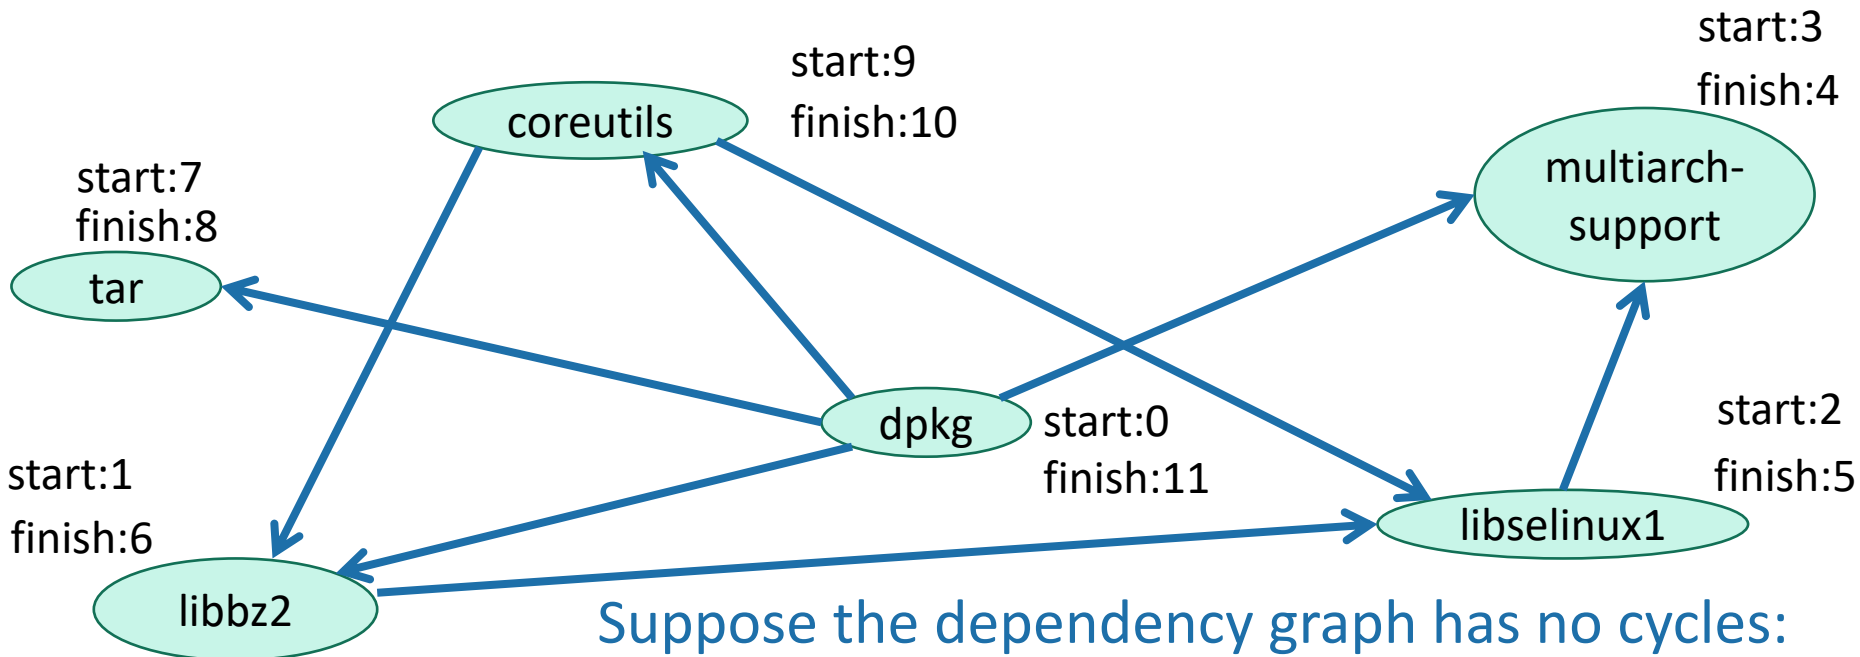 start:3
finish:4
start:9
finish:10
coreutils
multiarch-
support
start:7
finish:8
tar
dpkg
start:0
finish:11
start:2
finish:5
start:1
finish:6
libselinux1
libbz2
Suppose the dependency graph has no cycles: